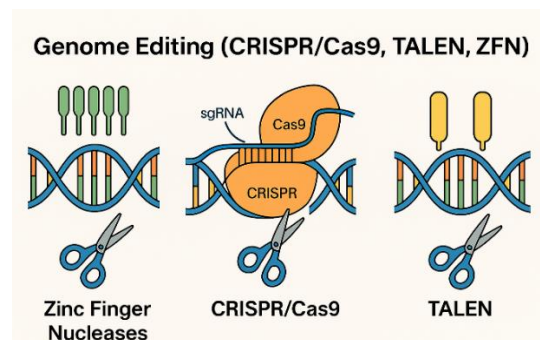 Genome Editing (CRISPR/Cas9, TALEN, ZFN)
sgRNA
Cas9
CRISPR
Zinc Finger
Nucleases
CRISPR/Cas9
TALEN